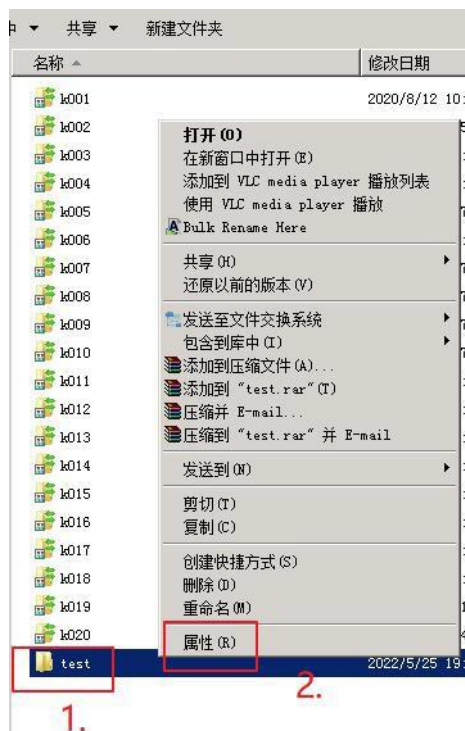 共享 ▼ 新建文件夹
名称 修改日期
k001 2020/8/12 10:
k002
k003
k004
k005
k006
k007
k008
k009
k010
k011
k012
k013
k014
k015
k016
k017
k018
k019
k020
test 2022/5/25 19:
打开(O)
在新窗口中打开(E)
添加到 VLC media player 播放列表
使用 VLC media player 播放
Bulk Rename Here
共享(H)
还原以前的版本(V)
发送至文件交换系统
包含到库中(I)
添加到压缩文件(A)...
添加到 "test.rar"(T)
压缩并 E-mail...
压缩到 "test.rar" 并 E-mail
发送到(N)
剪切(T)
复制(C)
创建快捷方式(S)
删除(D)
重命名(M)
属性(R)
1.
2.